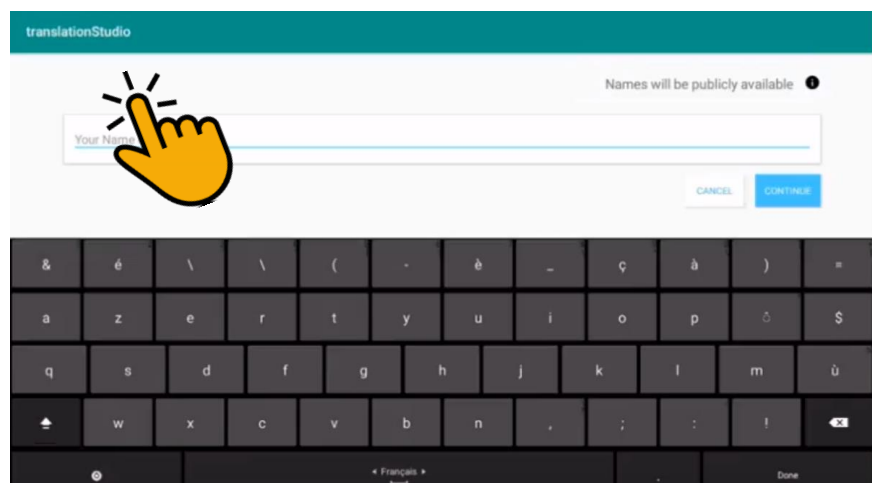 translationStudio
Names will be publicly available
Your Name
CANCEL CONTINUE
& é \ \ ( - è _ ç à ) =
a z e r t y u i o p $
q s d f g h j k l m ù
w x c v b n , ; : !
Français
. Done